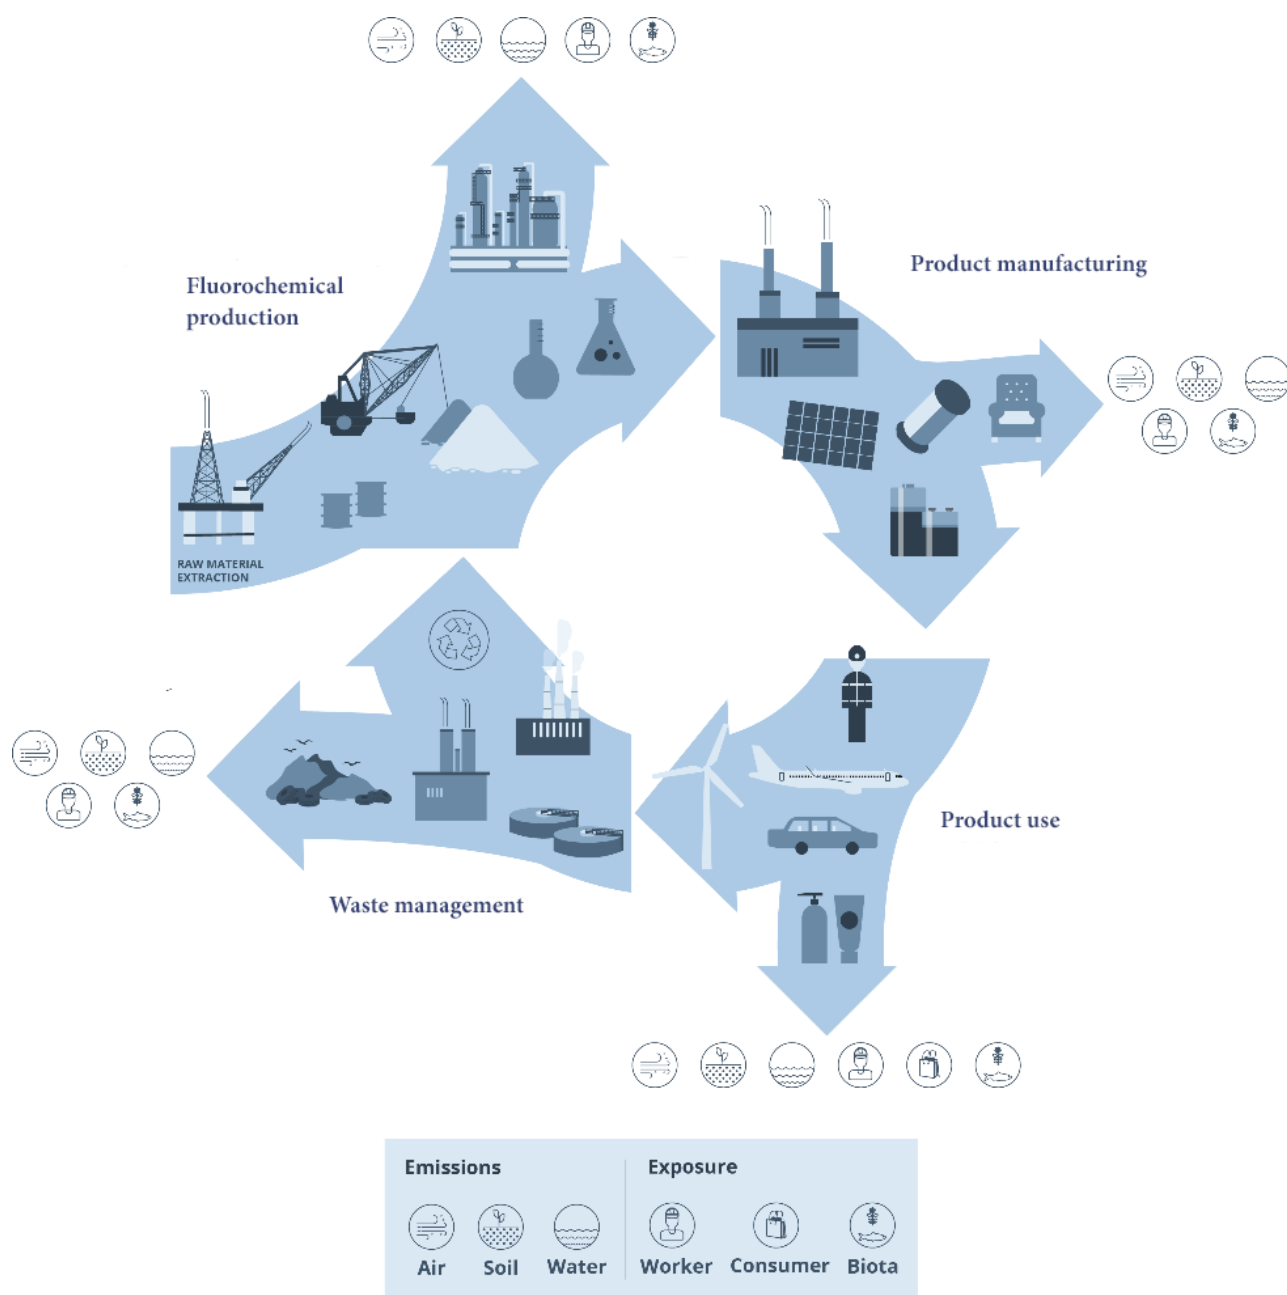 Fluorochemical
production
Product manufacturing
RAW MATERIAL
EXTRACTION
Product use
Waste management
Emissions
Exposure
Air
Soil
Water
Worker
Consumer
Biota